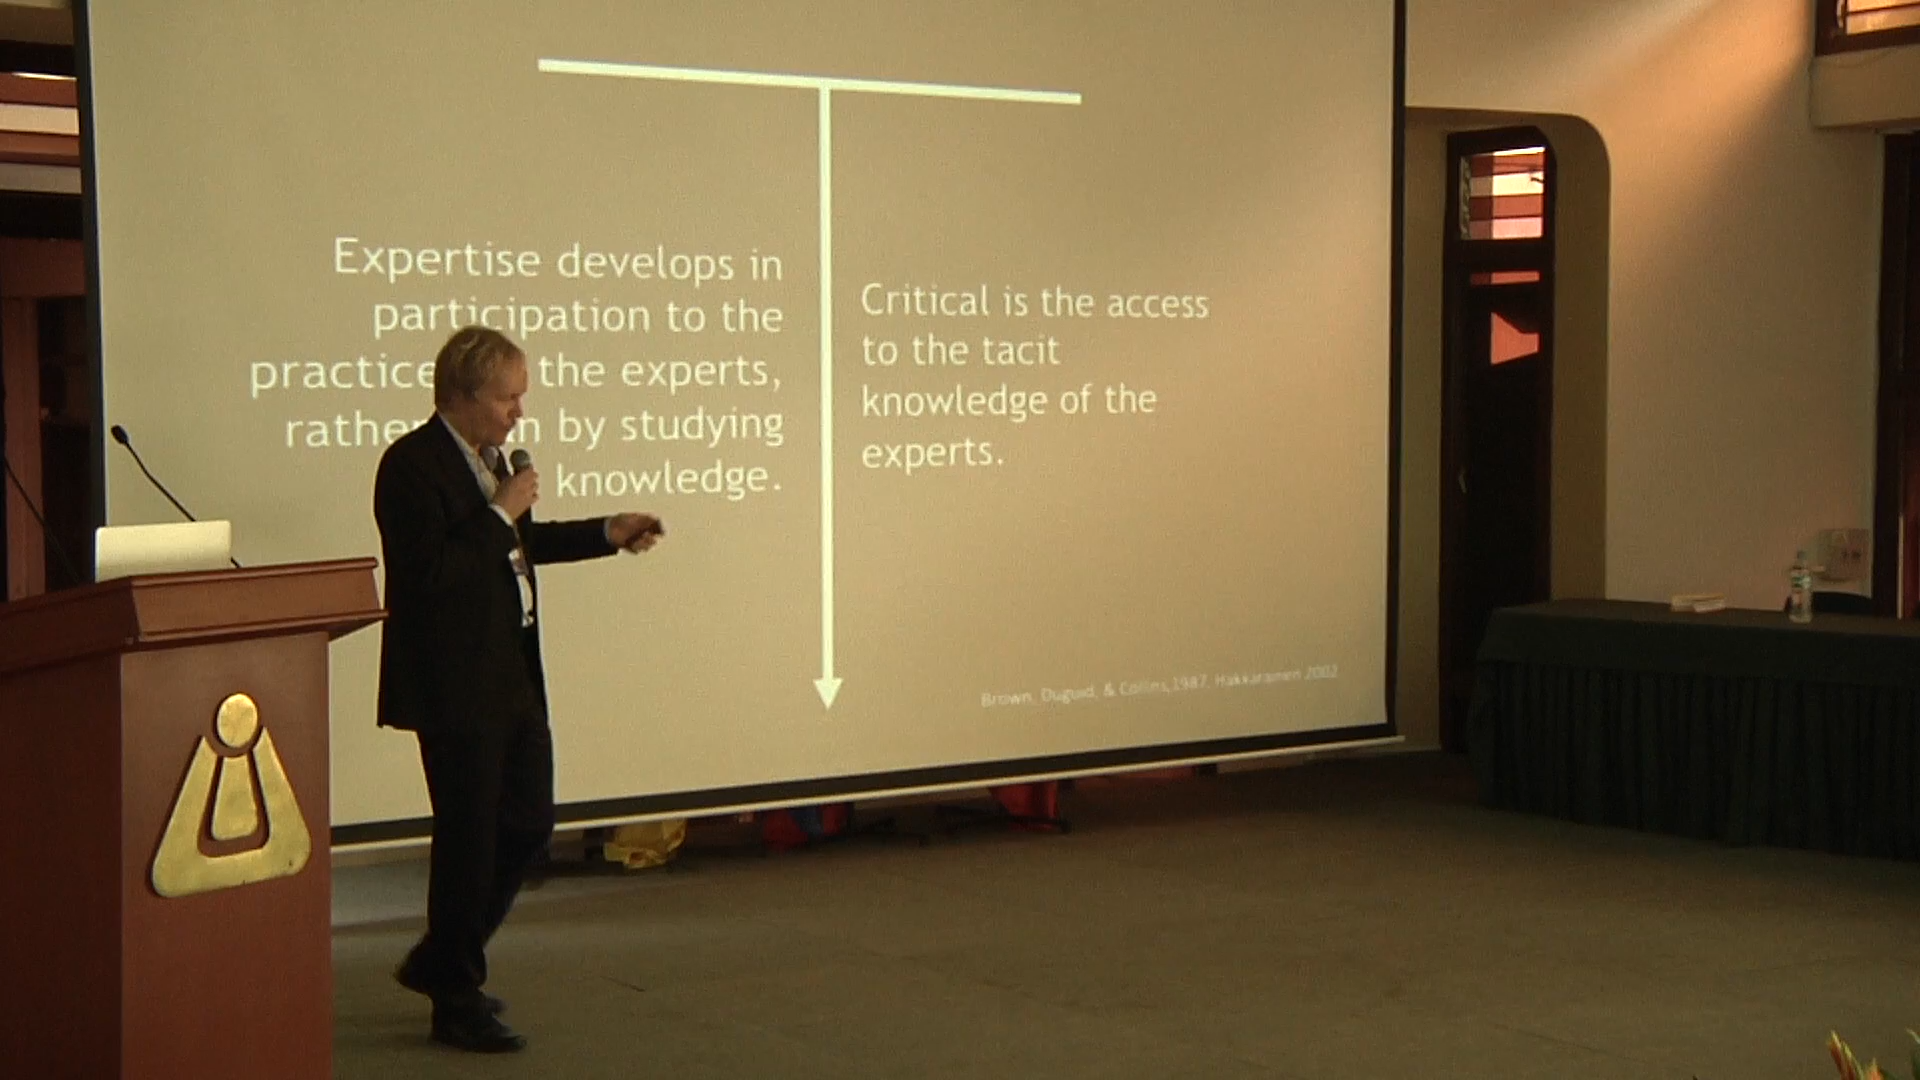 Expertise develops in
participation to the
practice the experts,
rather by studying
knowledge.
Critical is the access
to the tacit
knowledge of the
experts.
Brown, Duguid, & Collins,1987. Hakkarainen 2002